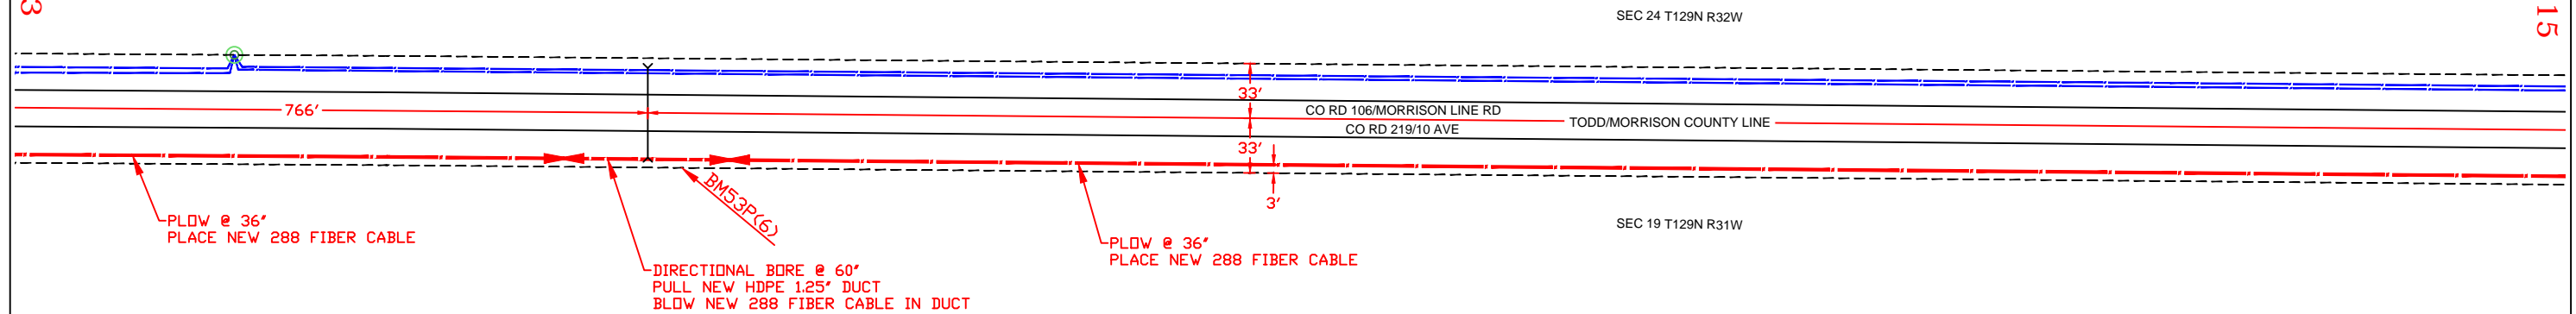 3
SEC 24 T129N R32W
15
766'
33'
CO RD 106/MORRISON LINE RD
TODD/MORRISON COUNTY LINE
CO RD 219/10 AVE
33'
3'
BM53P(6)
PLOW @ 36"
PLACE NEW 288 FIBER CABLE
SEC 19 T129N R31W
PLOW @ 36"
PLACE NEW 288 FIBER CABLE
DIRECTIONAL BORE @ 60"
PULL NEW HDPE 1.25" DUCT
BLOW NEW 288 FIBER CABLE IN DUCT